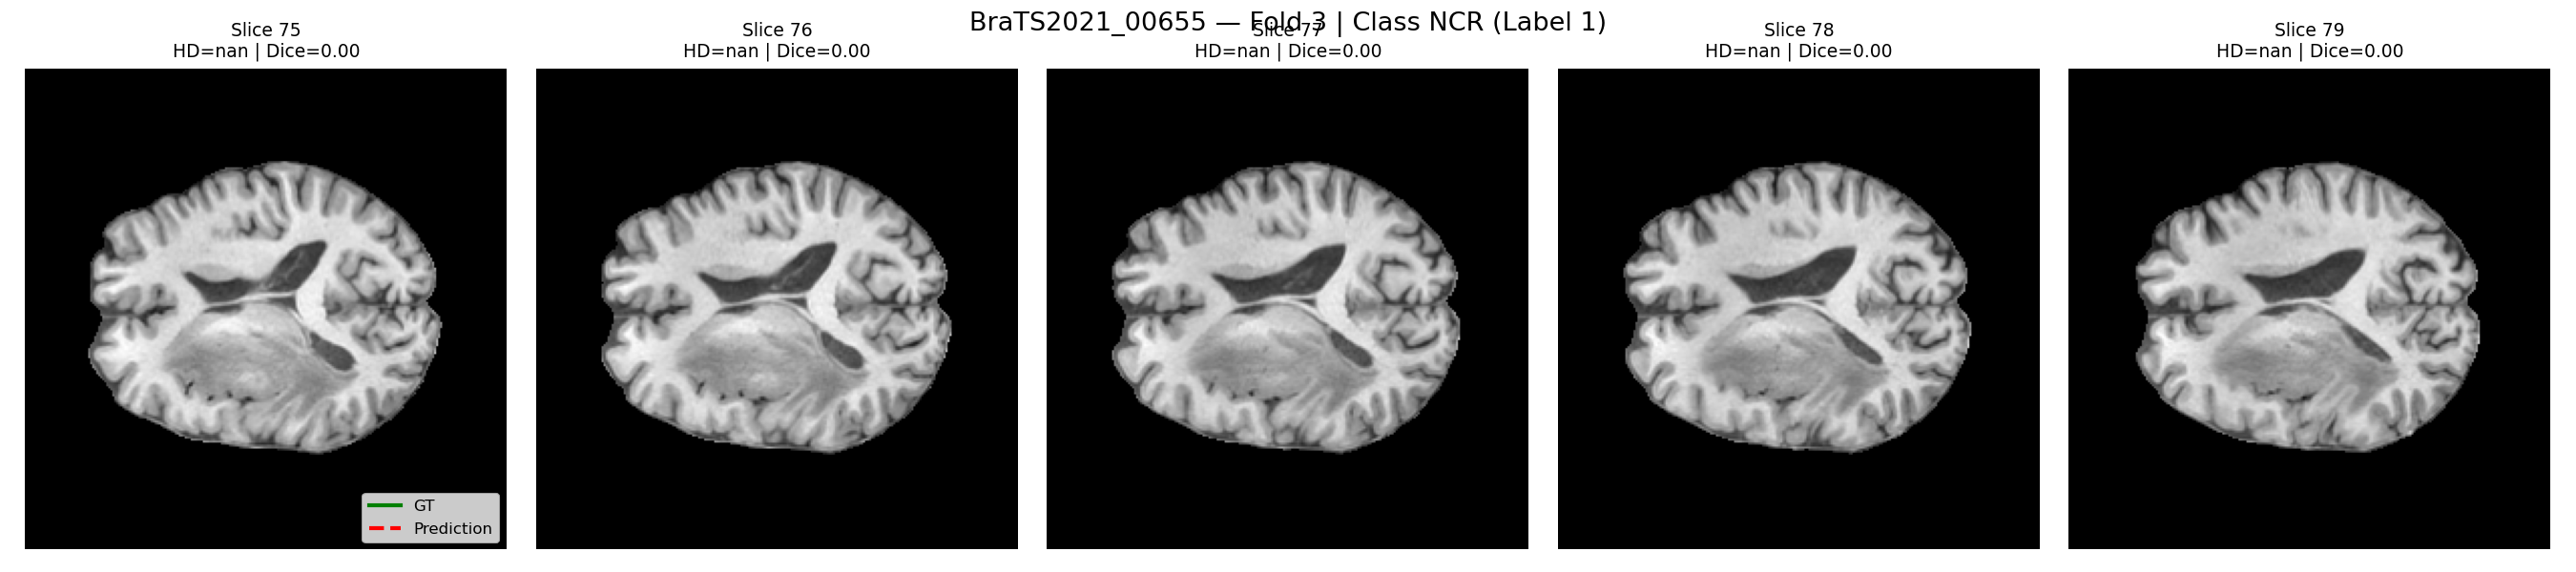 BraTS2021_00655 — Fold 3 | Class NCR (Label 1)
Slice 75
HD=nan | Dice=0.00
Slice 76
HD=nan | Dice=0.00
Slice 77
HD=nan | Dice=0.00
Slice 78
HD=nan | Dice=0.00
Slice 79
HD=nan | Dice=0.00
GT
Prediction